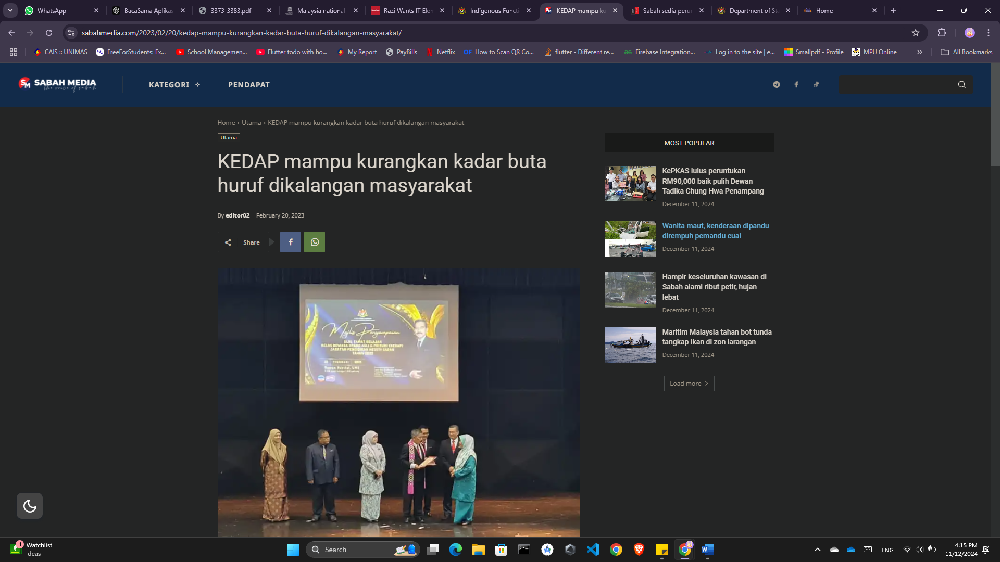 WhatsApp
BacaSama Aplikas
3373-3383.pdf
Malaysia national
Razi Wants IT Elem
Indigenous Functi
KEDAP mampu ku
Sabah sedia perun
Department of Sta
Home
sabahmedia.com/2023/02/20/kedap-mampu-kurangkan-kadar-buta-huruf-dikalangan-masyarakat/
CAIS :: UNIMAS
FreeForStudents: Ex...
School Managemen...
Flutter todo with ho...
My Report
PayBills
Netflix
How to Scan QR Co...
flutter - Different re...
Firebase Integration...
Log in to the site | e...
Smallpdf - Profile
MPU Online
All Bookmarks
SM SABAH MEDIA
the voice of sabah
KATEGORI
PENDAPAT
Home › Utama › KEDAP mampu kurangkan kadar buta huruf dikalangan masyarakat
Utama
KEDAP mampu kurangkan kadar buta
huruf dikalangan masyarakat
By editor02 February 20, 2023
Share
Majlis Penyampaian
SIJIL TAMAT BELAJAR
KELAS DEWASA ORANG ASLI & PRIBUMI (KEDAP)
JABATAN PENDIDIKAN NEGERI SABAH
TAHUN 2022
20 FEBRUARI 2023
MOST POPULAR
KePKAS lulus peruntukan
RM90,000 baik pulih Dewan
Tadika Chung Hwa Penampang
December 11, 2024
Wanita maut, kenderaan dipandu
dirempuh pemandu cuai
December 11, 2024
Hampir keseluruhan kawasan di
Sabah alami ribut petir, hujan
lebat
December 11, 2024
Maritim Malaysia tahan bot tunda
tangkap ikan di zon larangan
December 11, 2024
Load more
1
Watchlist
Ideas
Search
ENG
4:15 PM
11/12/2024